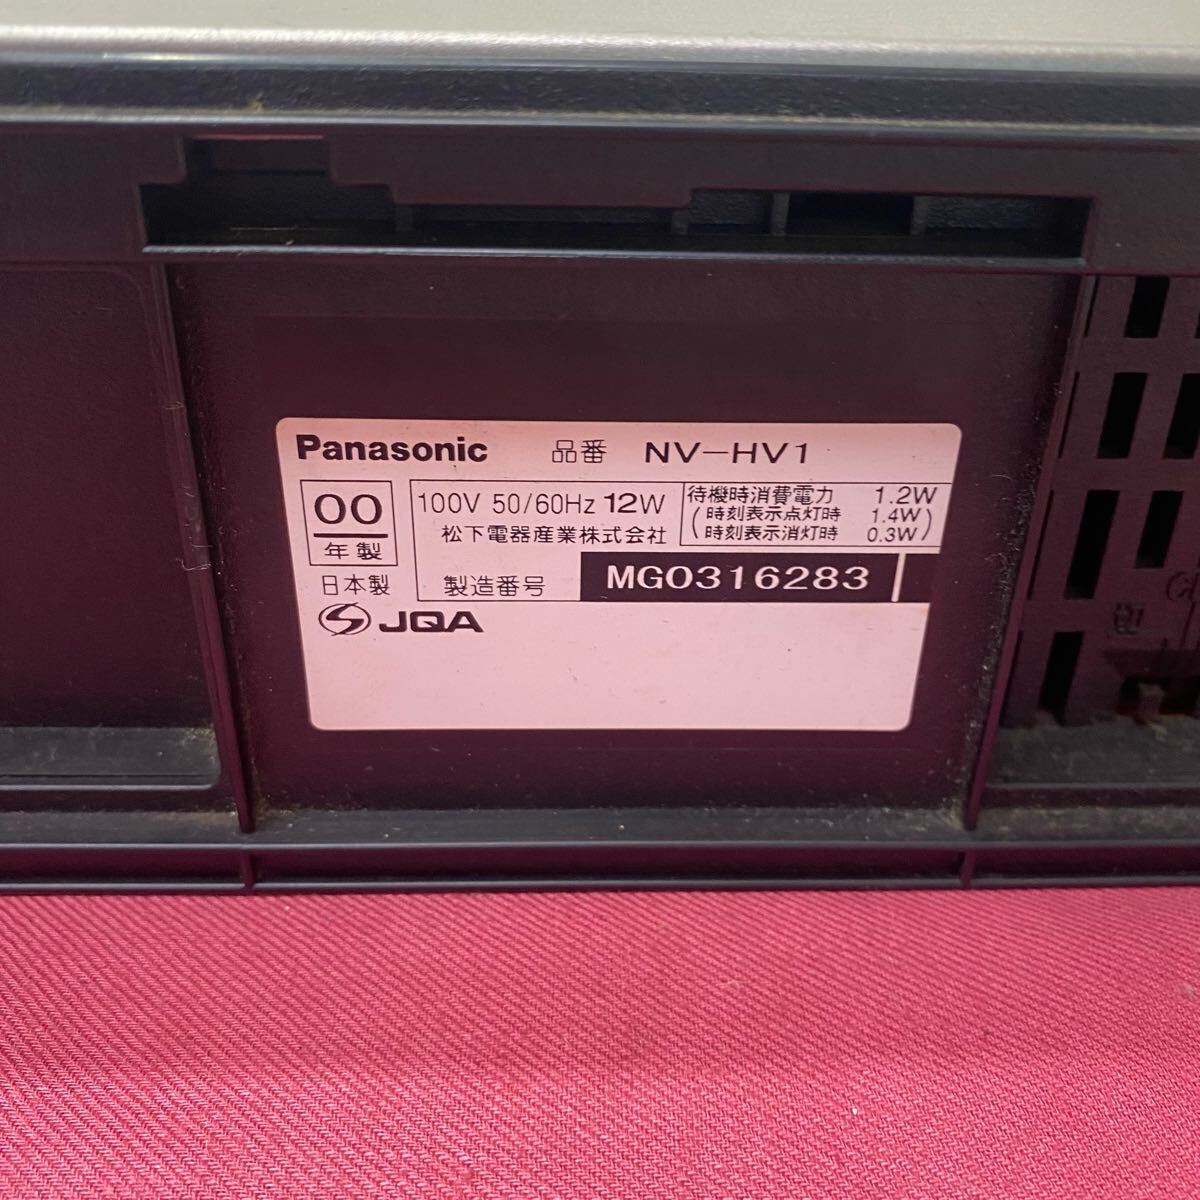 Panasonic 品番 NV-HV1
00
年製
日本製
100V 50/60Hz 12W
松下電器産業株式会社
待機時消費電力 1.2W
(時刻表示点灯時 1.4W)
(時刻表示消灯時 0.3W)
製造番号 MG0316283
JQA